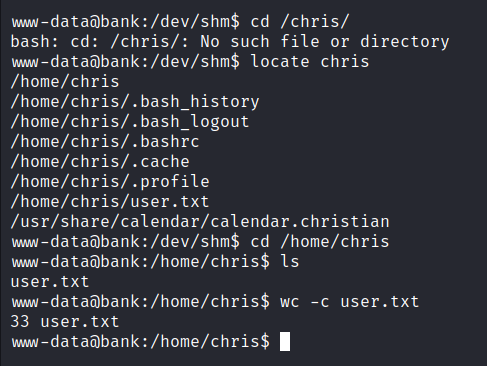 www-data@bank:/dev/shm$ cd /chris/
bash: cd: /chris/: No such file or directory
www-data@bank:/dev/shm$ locate chris
/home/chris
/home/chris/.bash_history
/home/chris/.bash_logout
/home/chris/.bashrc
/home/chris/.cache
/home/chris/.profile
/home/chris/user.txt
/usr/share/calendar/calendar.christian
www-data@bank:/dev/shm$ cd /home/chris
www-data@bank:/home/chris$ ls
user.txt
www-data@bank:/home/chris$ wc -c user.txt
33 user.txt
www-data@bank:/home/chris$